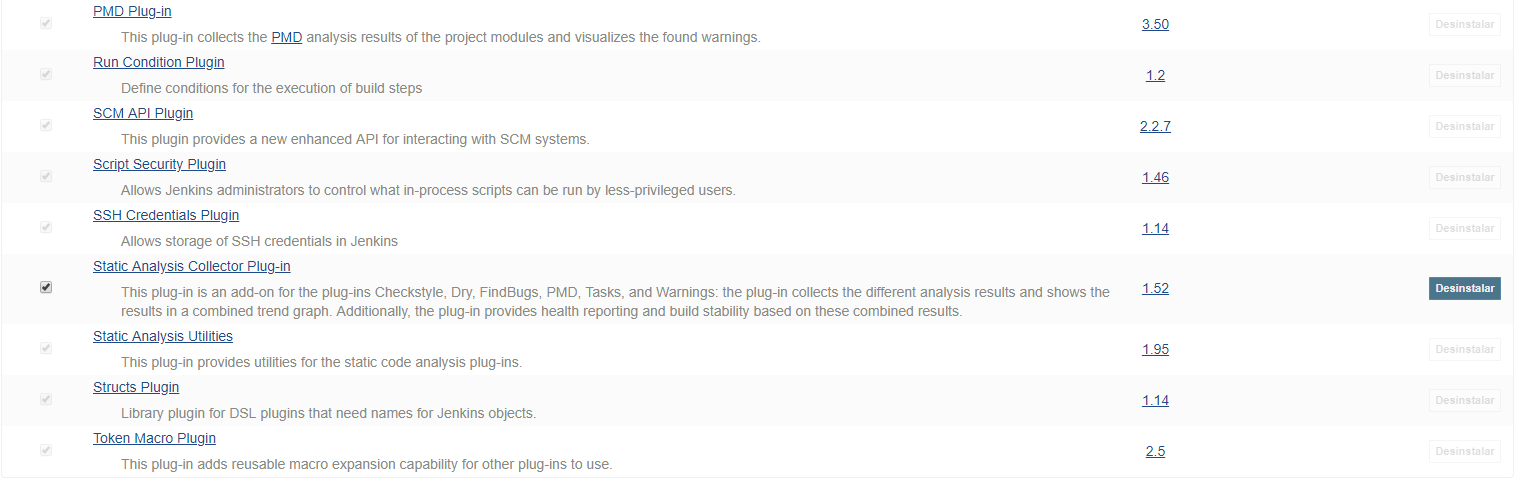 PMD Plug-in
This plug-in collects the PMD analysis results of the project modules and visualizes the found warnings.
3.50
Desinstalar
Run Condition Plugin
Define conditions for the execution of build steps
1.2
Desinstalar
SCM API Plugin
This plugin provides a new enhanced API for interacting with SCM systems.
2.2.7
Desinstalar
Script Security Plugin
Allows Jenkins administrators to control what in-process scripts can be run by less-privileged users.
1.46
Desinstalar
SSH Credentials Plugin
Allows storage of SSH credentials in Jenkins
1.14
Desinstalar
Static Analysis Collector Plug-in
This plug-in is an add-on for the plug-ins Checkstyle, Dry, FindBugs, PMD, Tasks, and Warnings: the plug-in collects the different analysis results and shows the
results in a combined trend graph. Additionally, the plug-in provides health reporting and build stability based on these combined results.
1.52
Desinstalar
Static Analysis Utilities
This plug-in provides utilities for the static code analysis plug-ins.
1.95
Desinstalar
Structs Plugin
Library plugin for DSL plugins that need names for Jenkins objects.
1.14
Desinstalar
Token Macro Plugin
This plug-in adds reusable macro expansion capability for other plug-ins to use.
2.5
Desinstalar